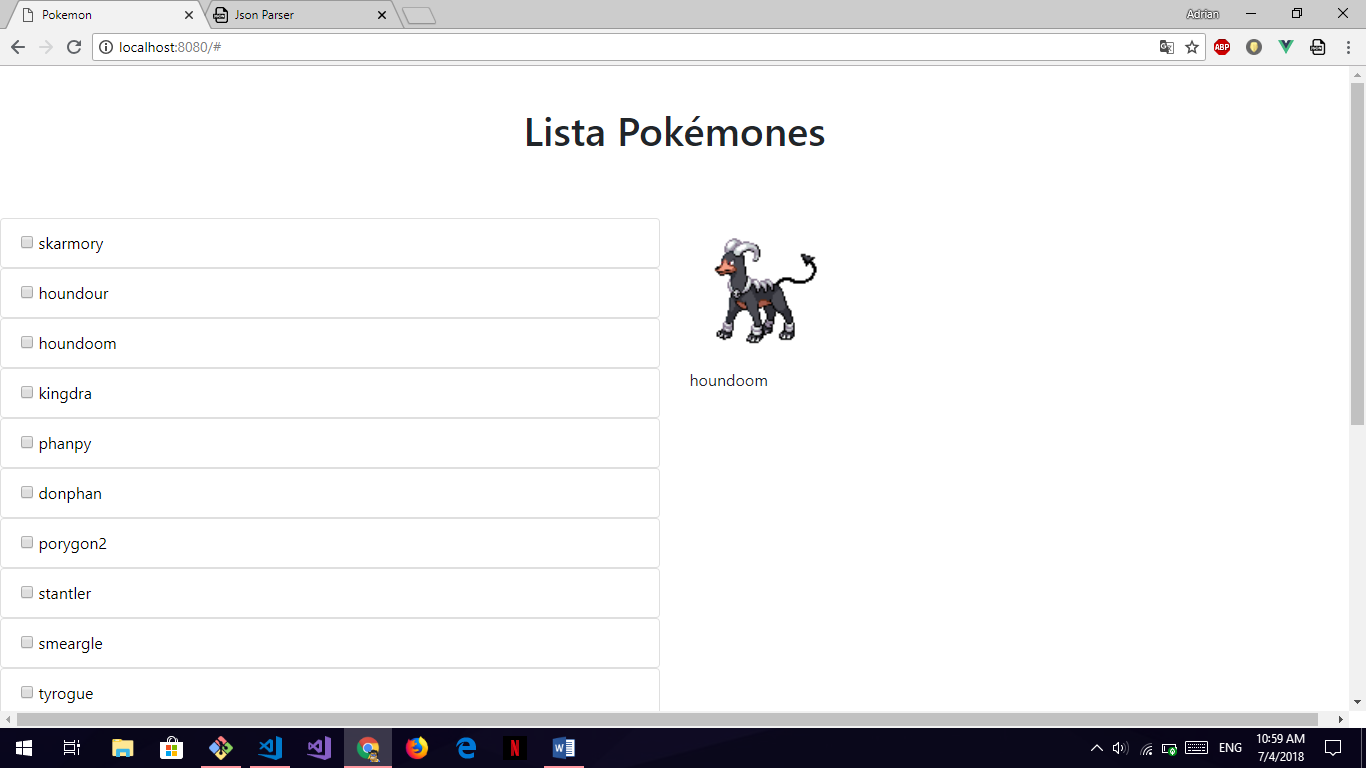 Pokemon
Json Parser
Adrian
localhost:8080/#
ABP
Lista Pokémones
skarmory
houndour
houndoom
kingdra
phanpy
donphan
porygon2
stantler
smeargle
tyrogue
houndoom
ENG
10:59 AM
7/4/2018